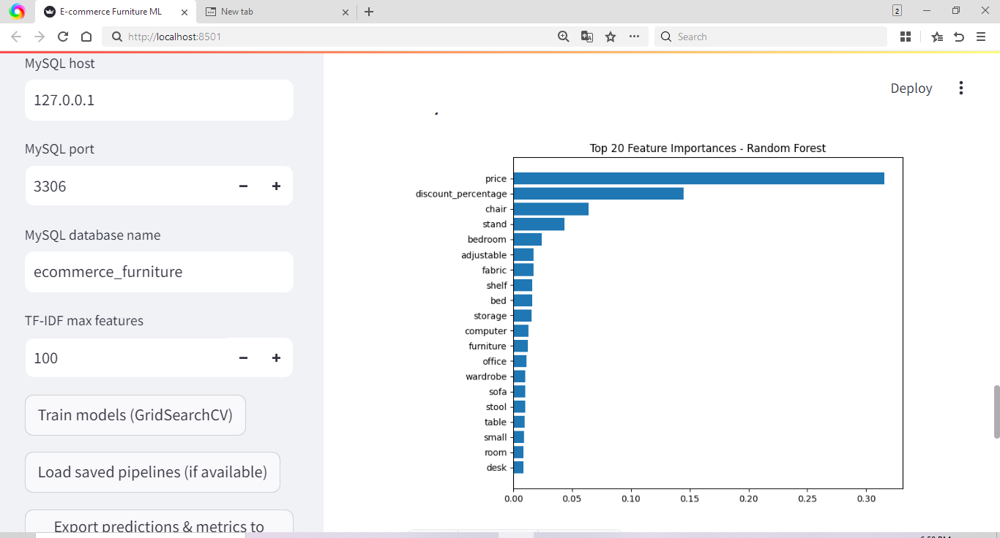 E-commerce Furniture ML
New tab
2
http://localhost:8501
Search
MySQL host
127.0.0.1
MySQL port
3306
MySQL database name
ecommerce_furniture
TF-IDF max features
100
Train models (GridSearchCV)
Load saved pipelines (if available)
Export predictions & metrics to
Deploy
Top 20 Feature Importances - Random Forest
price
discount_percentage
chair
stand
bedroom
adjustable
fabric
shelf
bed
storage
computer
furniture
office
wardrobe
sofa
stool
table
small
room
desk
0.00 0.05 0.10 0.15 0.20 0.25 0.30